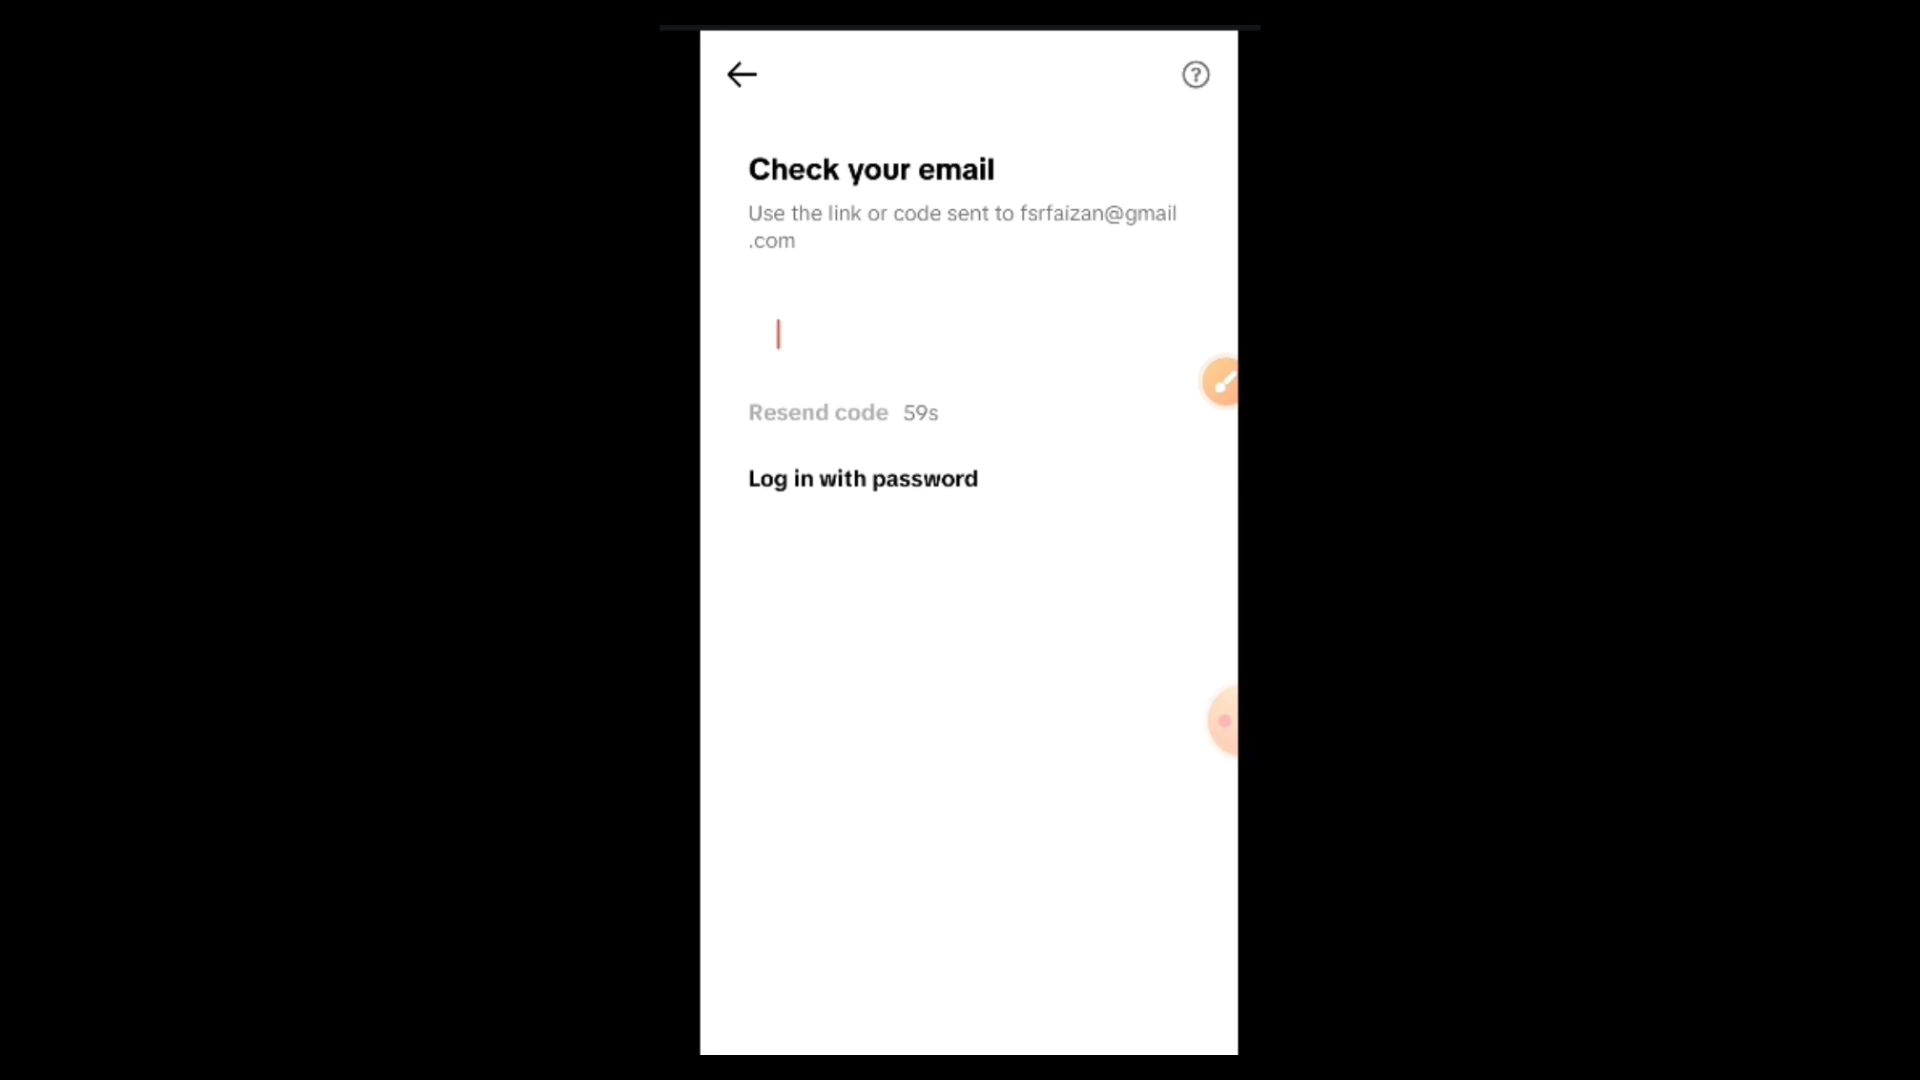 Check your email
Use the link or code sent to fsrfaizan@gmail
.com
Resend code 59s
Log in with password